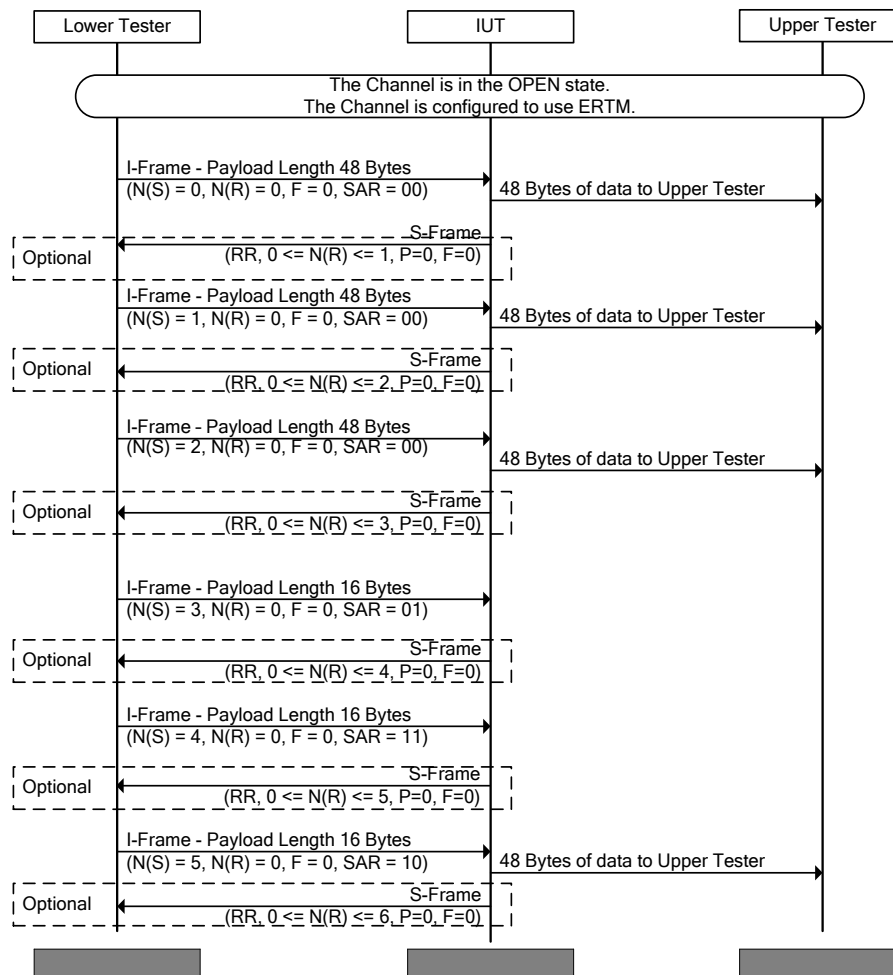 Lower Tester
IUT
Upper Tester
The Channel is in the OPEN state.
The Channel is configured to use ERTM.
I-Frame - Payload Length 48 Bytes
(N(S) = 0, N(R) = 0, F = 0, SAR = 00)
48 Bytes of data to Upper Tester
S-Frame
Optional
(RR, 0 <= N(R) <= 1, P=0, F=0)
I-Frame - Payload Length 48 Bytes
(N(S) = 1, N(R) = 0, F = 0, SAR = 00)
48 Bytes of data to Upper Tester
S-Frame
Optional
(RR, 0 <= N(R) <= 2, P=0, F=0)
I-Frame - Payload Length 48 Bytes
(N(S) = 2, N(R) = 0, F = 0, SAR = 00)
48 Bytes of data to Upper Tester
S-Frame
Optional
(RR, 0 <= N(R) <= 3, P=0, F=0)
I-Frame - Payload Length 16 Bytes
(N(S) = 3, N(R) = 0, F = 0, SAR = 01)
S-Frame
Optional
(RR, 0 <= N(R) <= 4, P=0, F=0)
I-Frame - Payload Length 16 Bytes
(N(S) = 4, N(R) = 0, F = 0, SAR = 11)
S-Frame
Optional
(RR, 0 <= N(R) <= 5, P=0, F=0)
I-Frame - Payload Length 16 Bytes
(N(S) = 5, N(R) = 0, F = 0, SAR = 10)
48 Bytes of data to Upper Tester
S-Frame
Optional
(RR, 0 <= N(R) <= 6, P=0, F=0)